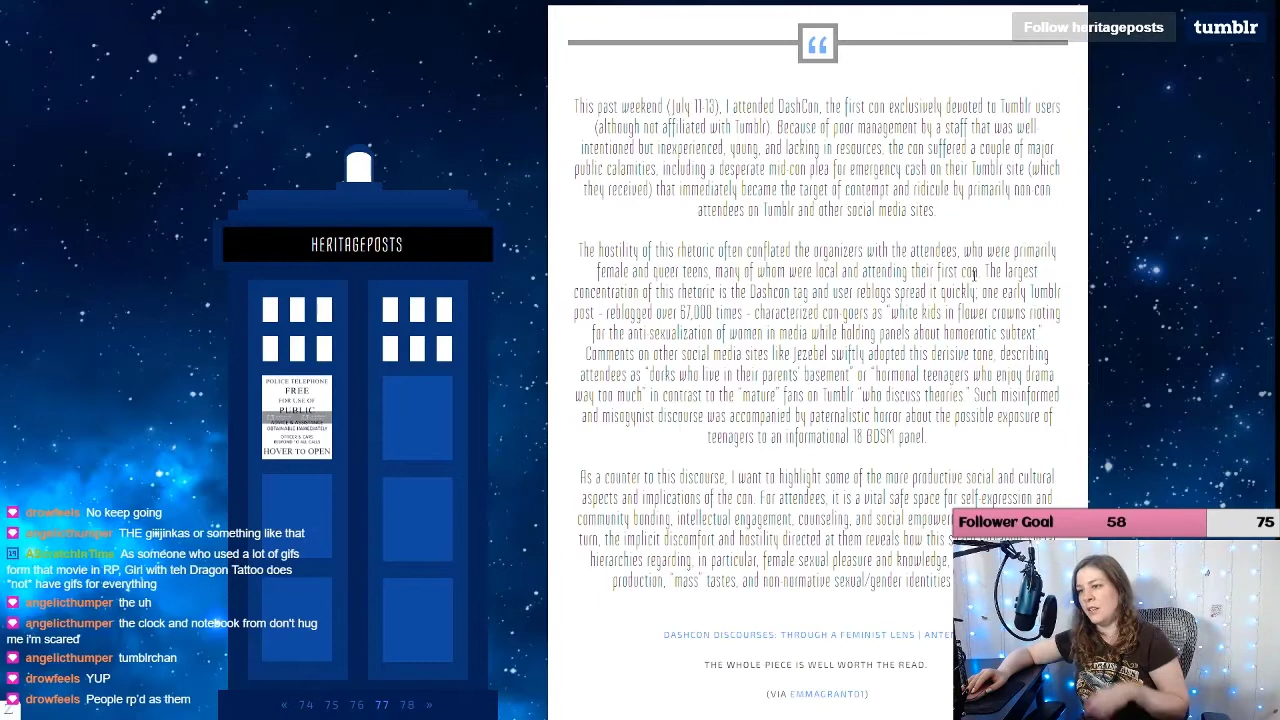 Follow heritageposts
tumblr
This past weekend (July 11-13), I attended DashCon, the first con exclusively devoted to Tumblr users
(although not affiliated with Tumblr). Because of poor management by a staff that was well
intentioned but inexperienced, young, and lacking in resources, the con suffered a couple of major
public calamities, including a desperate mid-con plea for emergency cash on their Tumblr site (which
they received) that immediately became the target of contempt and ridicule by primarily non con
attendees on Tumblr and other social media sites.
The hostility of this rhetoric often conflated the organizers with the attendees, who were primarily
female and queer teens, many of whom were local and attending their first con. The largest
concentration of this rhetoric is the Dashcon tag and user reblogs spread it quickly; one early Tumblr
post - reblogged over 67,000 times - characterized con-goers as "white kids in flower crowns rioting
for the anti sexualization of women in media while holding panels about homoerotic subtext."
Comments on other social media sites like Jezebel swiftly adopted this derisive tone, describing
attendees as "dorks who live in their parents' basement" or "hormonal teenagers who enjoy drama
way too much" in contrast to the "mature" fans on Tumblr "who discuss theories." Such misinformed
and misogynist discourse was accompanied by paternalistic horror about the possible exposure of
teenagers to an informational 18 BDSM panel.
As a counter to this discourse, I want to highlight some of the more productive social and cultural
aspects and implications of the con. For attendees, it is a vital safe space for self-expression and
community bonding, intellectual engagement, counseling, and social
turn, the implicit discomfort and hostility directed at them reveals how this
hierarchies regarding, in particular, female sexual pleasure and knowledge,
production, "mass" tastes, and non-normative sexual/gender identities
DASHCON DISCOURSES: THROUGH A FEMINIST LENS |
THE WHOLE PIECE IS WELL WORTH THE READ.
(VIA EMMAGRANT01)
HERITAGEPOSTS
POLICE TELEPHONE
FREE
FOR USE OF
PUBLIC
ADVICE & ASSISTANCE
OBTAINABLE IMMEDIATELY
OFFICER & CARS
RESPOND TO ALL CALLS
HOVER TO OPEN
« 74 75 76 77 78 »
drowfeels No keep going
angelicthumper THE giijinkas or something like that
AScratchInTime As someone who used a lot of gifs
form that movie in RP, Girl with teh Dragon Tattoo does
*not* have gifs for everything
angelicthumper the uh
angelicthumper the clock and notebook from don't hug
me i'm scared'
angelicthumper tumblrchan
drowfeels YUP
drowfeels People rp'd as them
Follower Goal 58 75